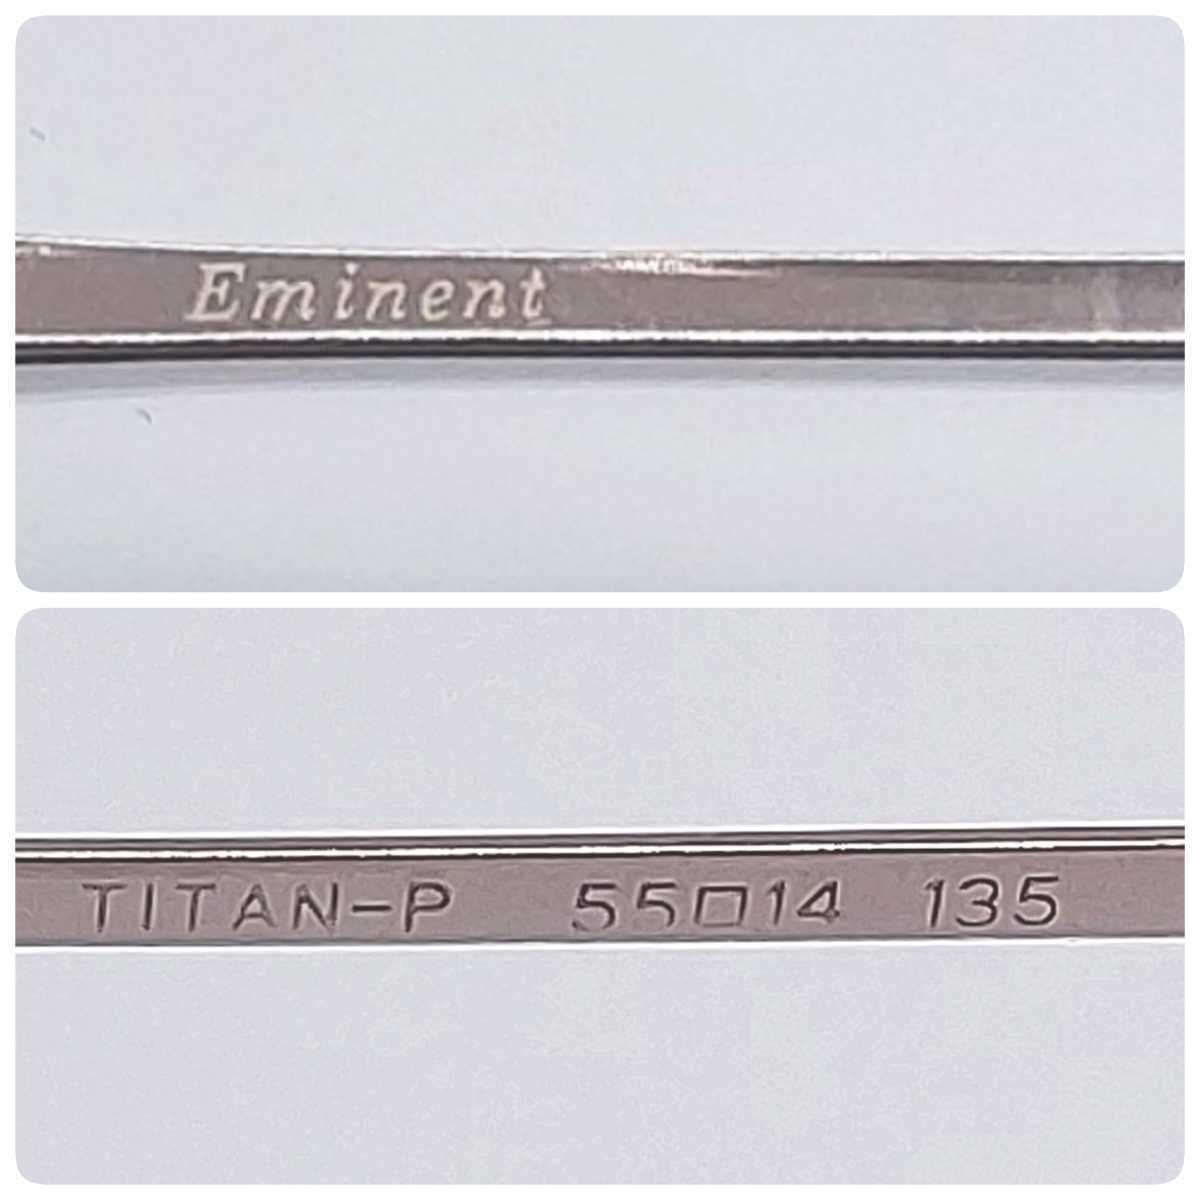 Eminent
TITAN-P 55□14 135